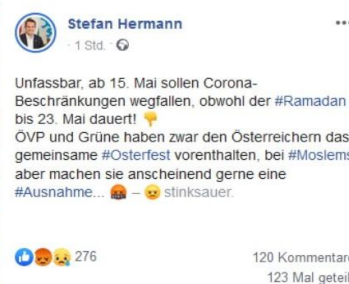 Stefan Hermann
· 1 Std. ·
Unfassbar, ab 15. Mai sollen Corona-
Beschränkungen wegfallen, obwohl der #Ramadan
bis 23. Mai dauert! 👇
ÖVP und Grüne haben zwar den Österreichern das
gemeinsame #Osterfest vorenthalten, bei #Moslems
aber machen sie anscheinend gerne eine
#Ausnahme... 🤬 – 😠 stinksauer.
276
120 Kommentare
123 Mal geteil